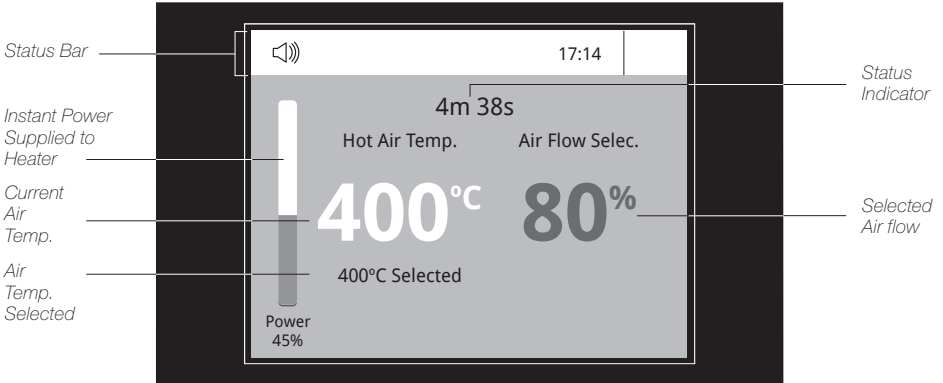 Status Bar
Instant Power
Supplied to
Heater
Current
Air
Temp.
Air
Temp.
Selected
17:14
4m 38s
Hot Air Temp.
Air Flow Selec.
400ºC
80%
400ºC Selected
Power
45%
Status
Indicator
Selected
Air flow